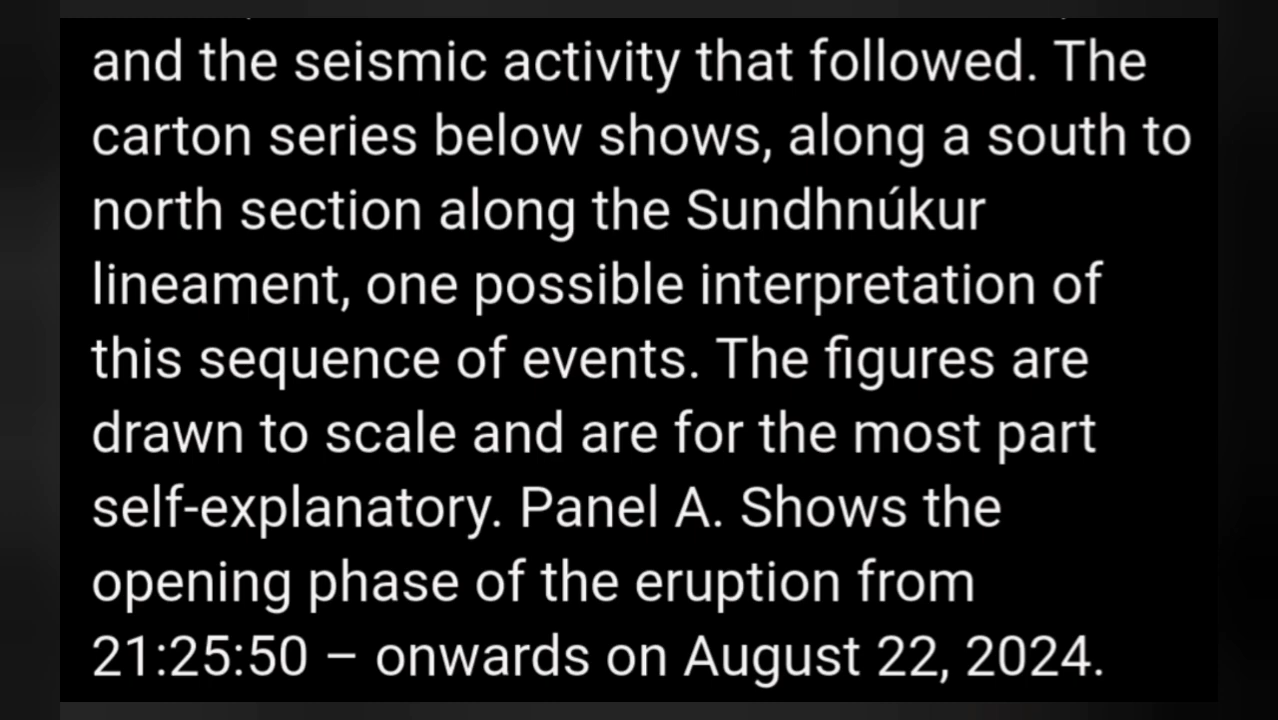 and the seismic activity that followed. The
carton series below shows, along a south to
north section along the Sundhnúkur
lineament, one possible interpretation of
this sequence of events. The figures are
drawn to scale and are for the most part
self-explanatory. Panel A. Shows the
opening phase of the eruption from
21:25:50 – onwards on August 22, 2024.